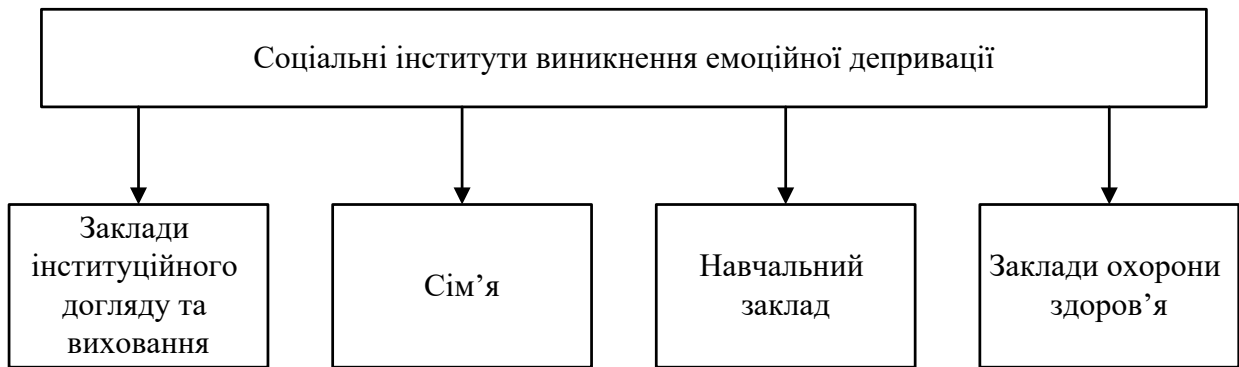 Соціальні інститути виникнення емоційної депривації
Заклади
інституційного
догляду та
виховання
Сім’я
Навчальний
заклад
Заклади охорони
здоров’я